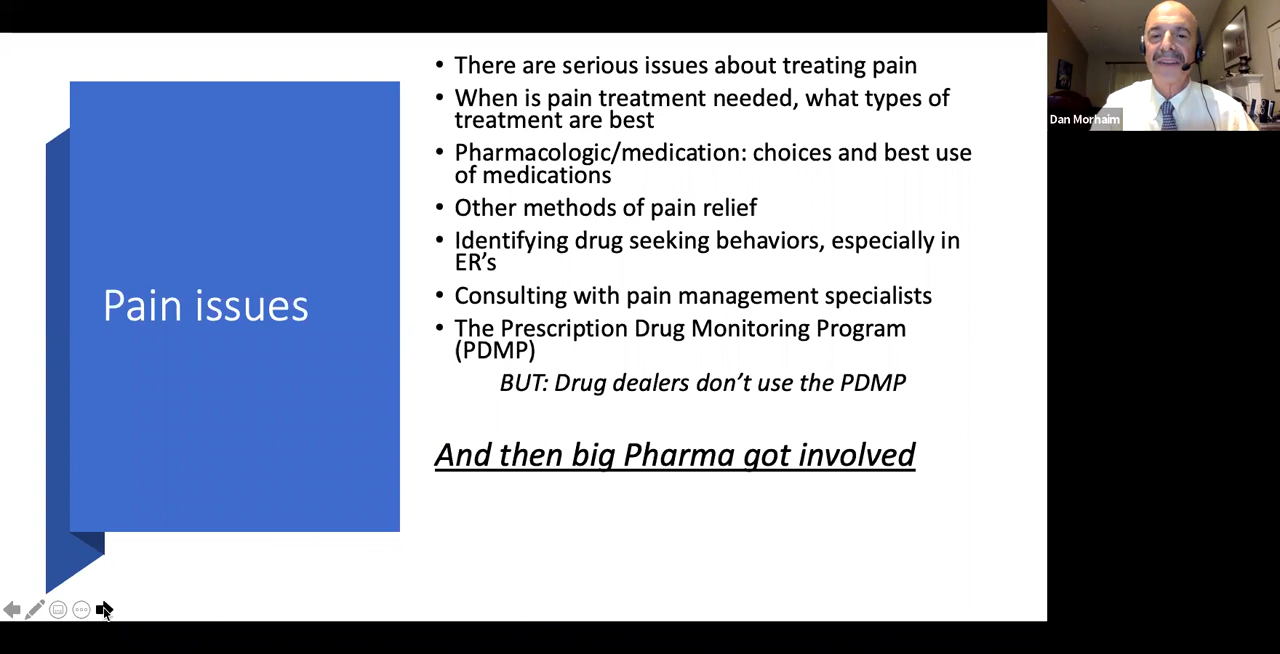 Pain issues
• There are serious issues about treating pain
• When is pain treatment needed, what types of
treatment are best
• Pharmacologic/medication: choices and best use
of medications
• Other methods of pain relief
• Identifying drug seeking behaviors, especially in
ER’s
• Consulting with pain management specialists
• The Prescription Drug Monitoring Program
(PDMP)
BUT: Drug dealers don’t use the PDMP
And then big Pharma got involved
Dan Morhaim